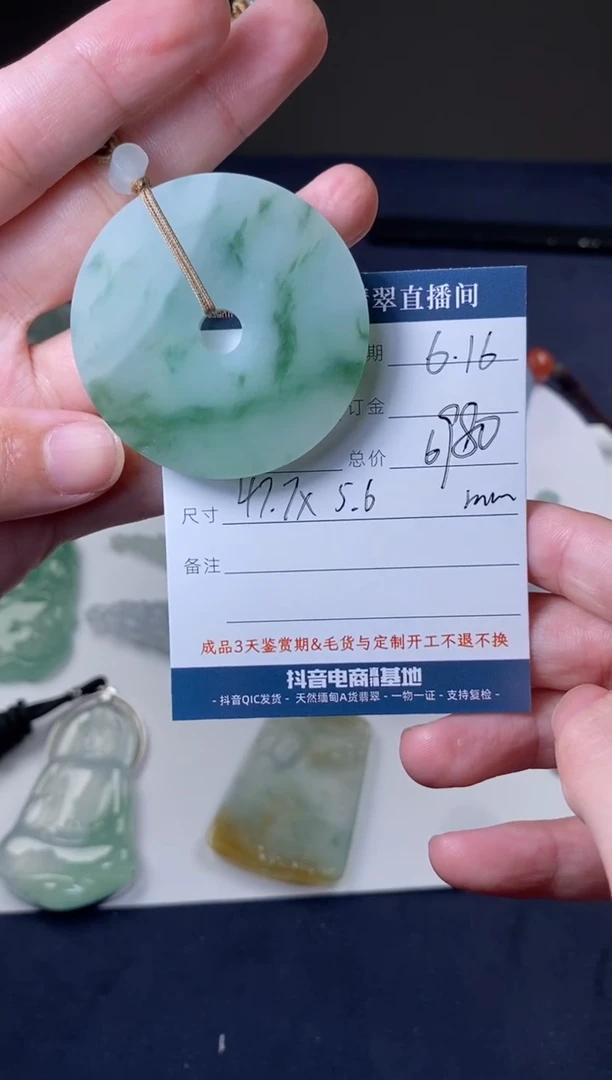 翠直播间
期 6.16
订金
总价 6980
尺寸 47.7x 5.6 mm
备注
成品3天鉴赏期&毛货与定制开工不退不换
抖音电商基地
- 抖音QIC发货 - 天然缅甸A货翡翠 - 一物一证 - 支持复检 -